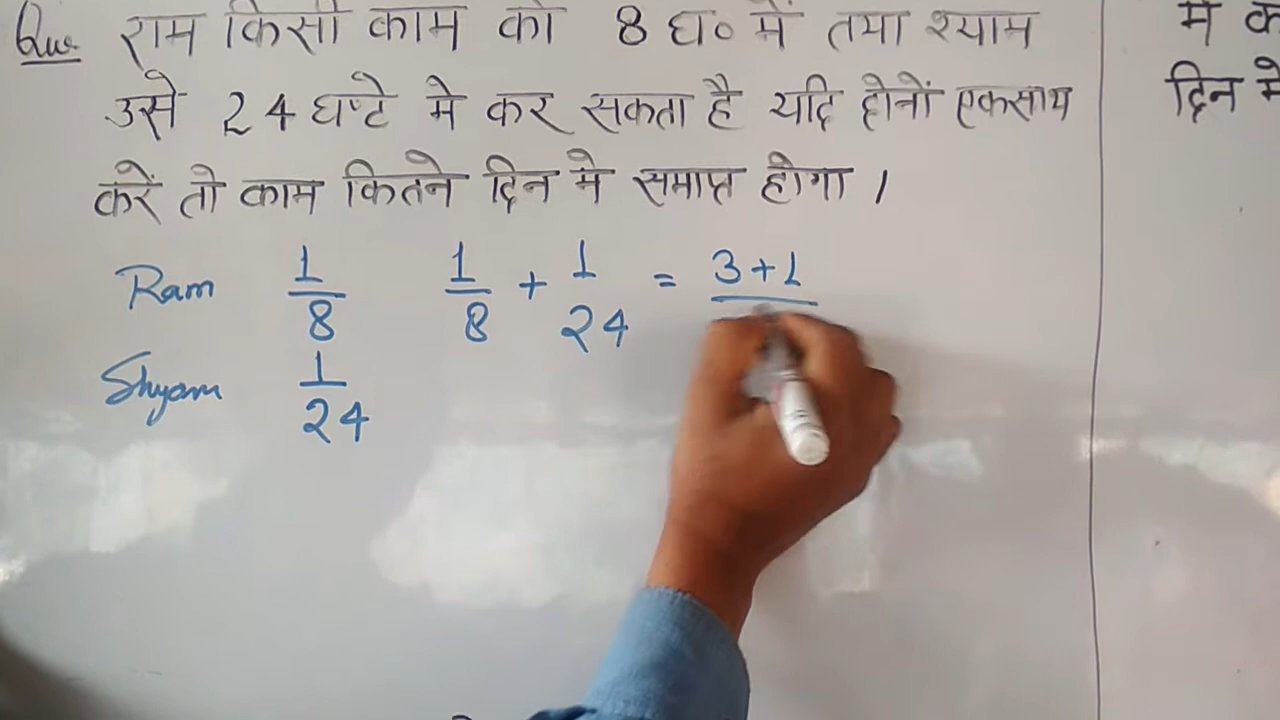 Que. राम किसी काम को 8 घ० में तथा श्याम
उसे 24 घण्टे मे कर सकता है यदि दोनों एकसाथ
करें तो काम कितने दिन मे समाप्त होगा ।
Ram 1/8 1/8 + 1/24 = 3+1
Shyam 1/24
मे
दिन मे